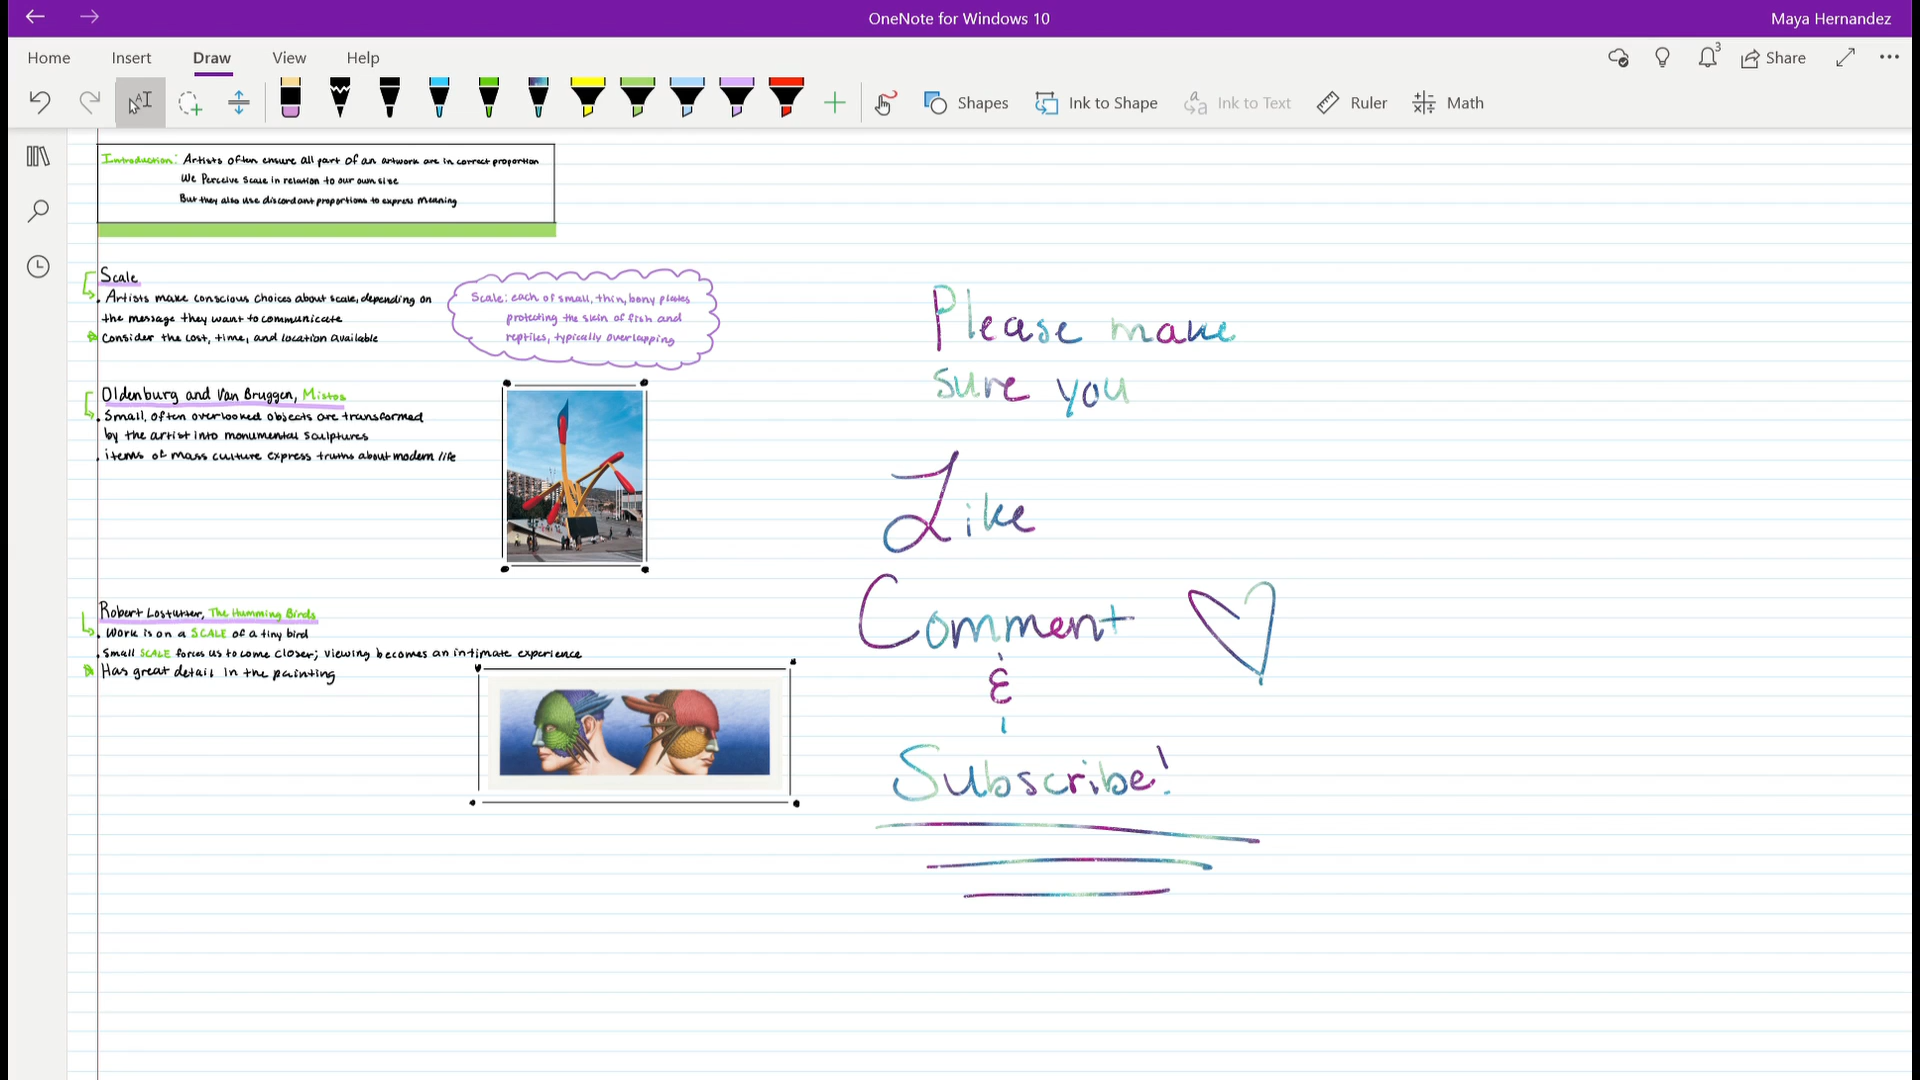 OneNote for Windows 10
Maya Hernandez
Home Insert Draw View Help
3
Share
Shapes
Ink to Shape
Ink to Text
Ruler
Math
Introduction: Artists often ensure all part of an artwork are in correct proportion
We Perceive Scale in relation to our own size
But they also use discordant proportions to express meaning
Scale
Artists make conscious choices about scale, depending on
the message they want to communicate
Consider the cost, time, and location available
Scale: each of small, thin, bony plates
protecting the skin of fish and
reptiles, typically overlapping
Oldenburg and Van Bruggen, Mistos
Small, often overlooked objects are transformed
by the artist into monumental sculptures
items of mass culture express truths about modern life
Robert Lostutter, The Humming Birds
Work is on a SCALE of a tiny bird
Small SCALE forces us to come closer; viewing becomes an intimate experience
Has great detail in the painting
Please make
sure you
Like
Comment
&
Subscribe!